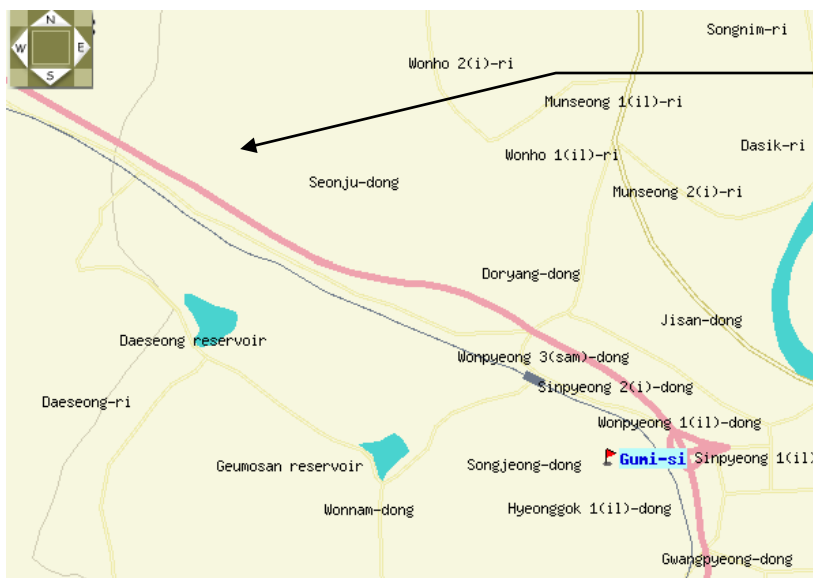 N
W E
S
Songnim-ri
Wonho 2(i)-ri
Munseong 1(il)-ri
Dasik-ri
Wonho 1(il)-ri
Seonju-dong
Munseong 2(i)-ri
Doryang-dong
Jisan-dong
Daeseong reservoir
Wonpyeong 3(sam)-dong
Sinpyeong 2(i)-dong
Daeseong-ri
Wonpyeong 1(il)-dong
Geumosan reservoir
Songjeong-dong
Gumi-si
Sinpyeong 1(il)
Wonnam-dong
Hyeonggok 1(il)-dong
Gwangpyeong-dong